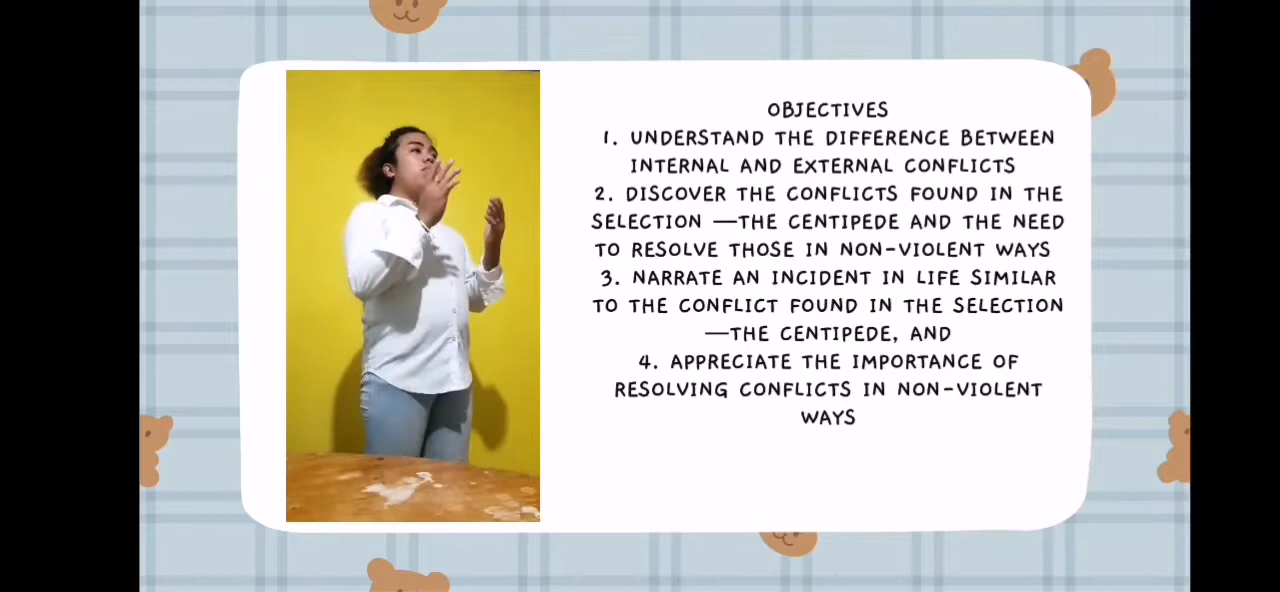 OBJECTIVES
1. UNDERSTAND THE DIFFERENCE BETWEEN
INTERNAL AND EXTERNAL CONFLICTS
2. DISCOVER THE CONFLICTS FOUND IN THE
SELECTION —THE CENTIPEDE AND THE NEED
TO RESOLVE THOSE IN NON-VIOLENT WAYS
3. NARRATE AN INCIDENT IN LIFE SIMILAR
TO THE CONFLICT FOUND IN THE SELECTION
—THE CENTIPEDE, AND
4. APPRECIATE THE IMPORTANCE OF
RESOLVING CONFLICTS IN NON-VIOLENT
WAYS